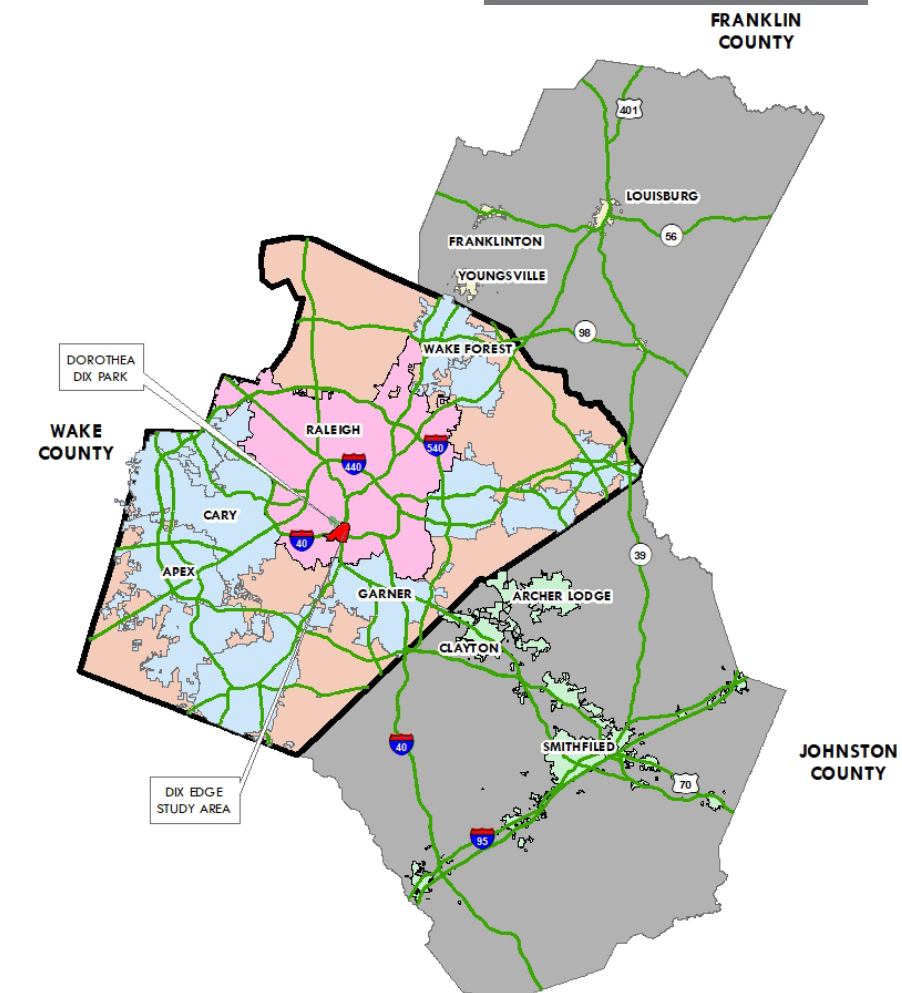 FRANKLIN
COUNTY
401
LOUISBURG
56
FRANKLINTON
YOUNGSVILLE
98
WAKE FOREST
DOROTHEA
DIX PARK
WAKE
COUNTY
RALEIGH
540
440
CARY
40
39
APEX
GARNER
ARCHER LODGE
CLAYTON
40
SMITHFILED
JOHNSTON
COUNTY
70
DIX EDGE
STUDY AREA
95